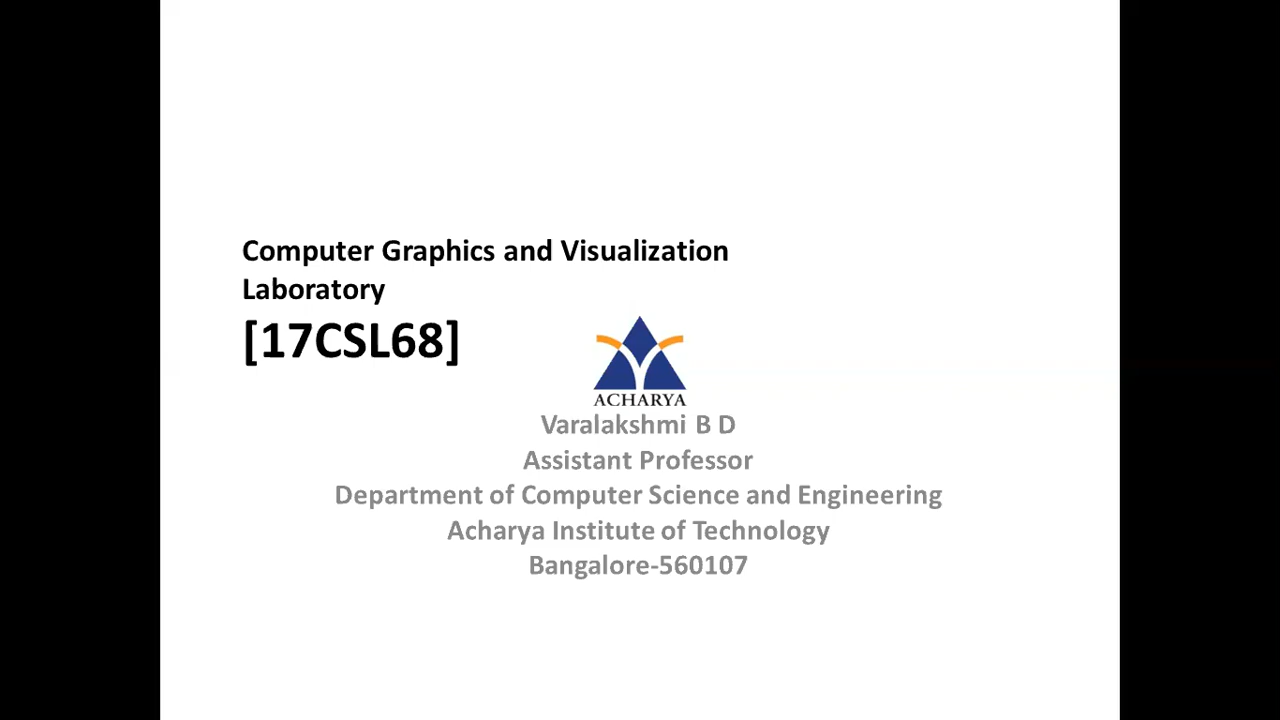 Computer Graphics and Visualization
Laboratory
[17CSL68]
ACHARYA
Varalakshmi B D
Assistant Professor
Department of Computer Science and Engineering
Acharya Institute of Technology
Bangalore-560107